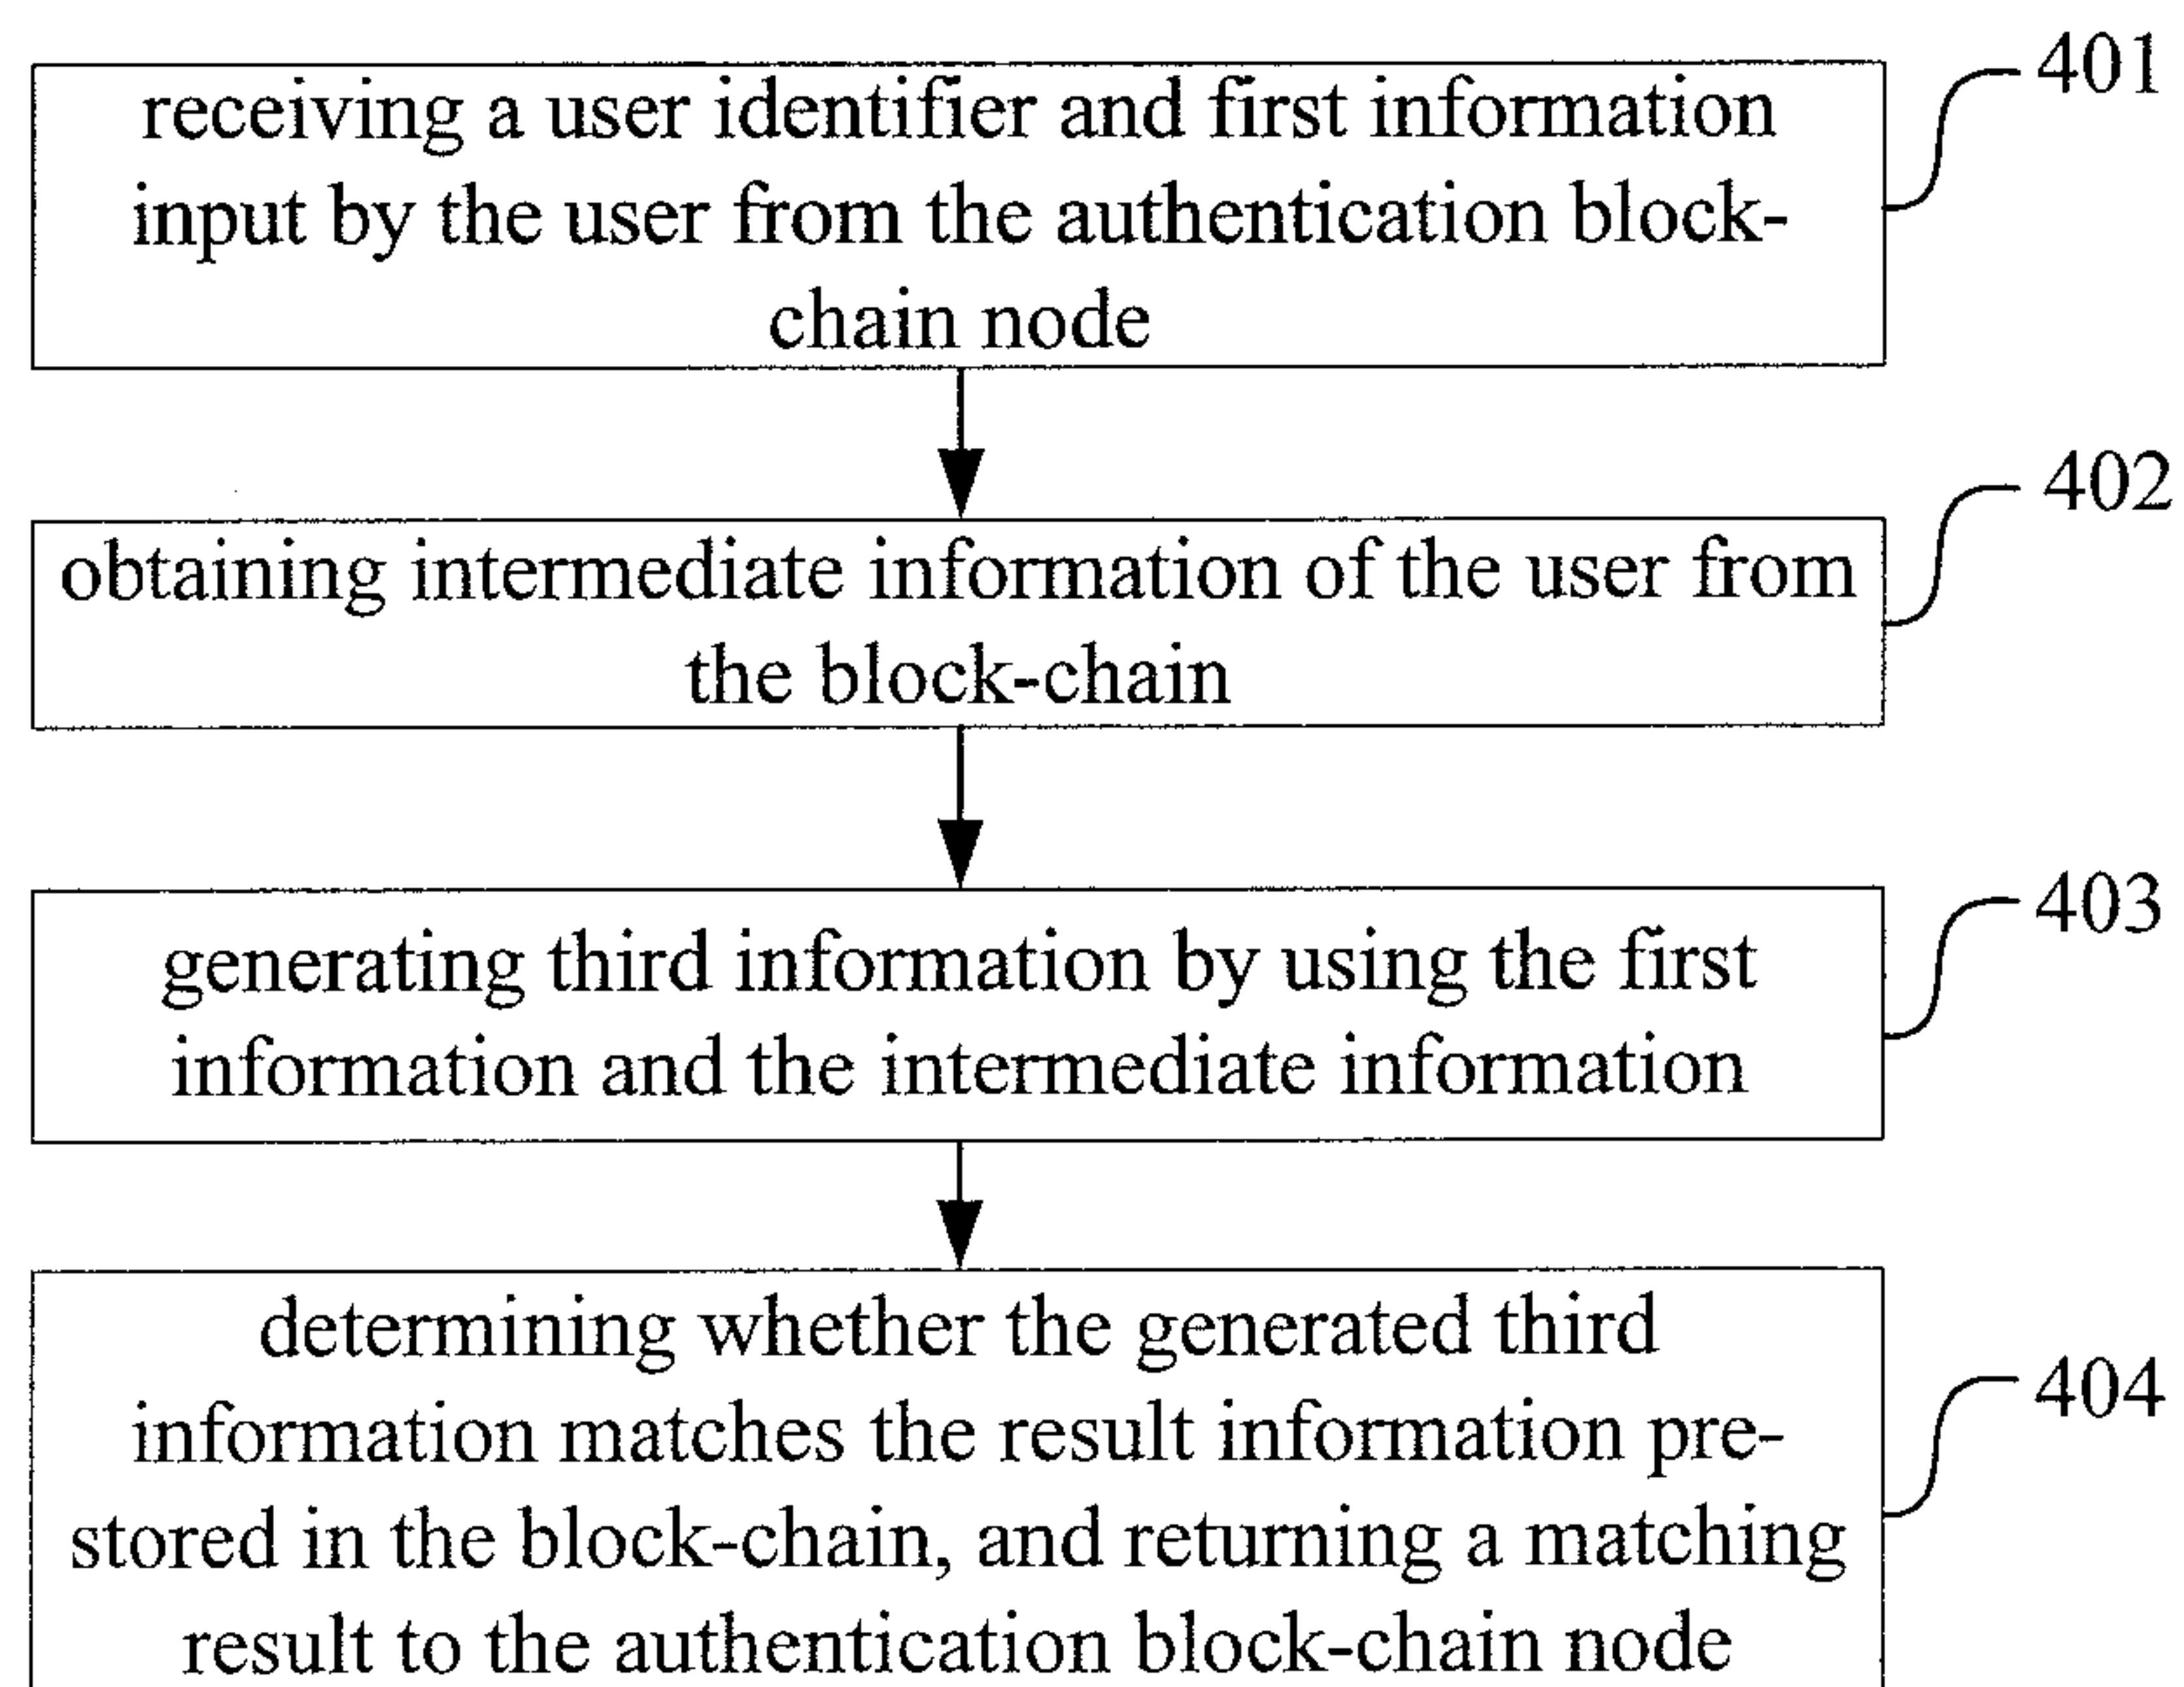 401
receiving a user identifier and first information
input by the user from the authentication block-
chain node
402
obtaining intermediate information of the user from
the block-chain
403
generating third information by using the first
information and the intermediate information
404
determining whether the generated third
information matches the result information pre-
stored in the block-chain, and returning a matching
result to the authentication block-chain node